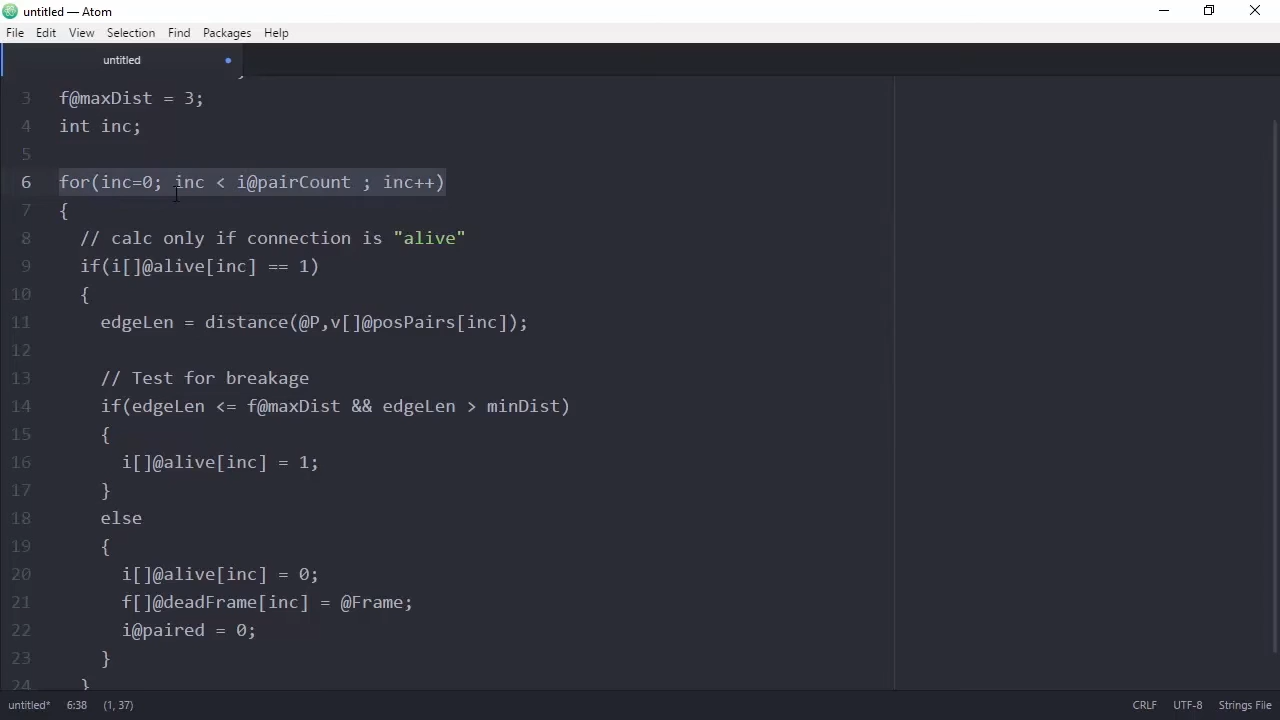 untitled — Atom
File Edit View Selection Find Packages Help
untitled
3 f@maxDist = 3;
4 int inc;
5
6 for(inc=0; inc < i@pairCount ; inc++)
7 {
8 // calc only if connection is "alive"
9 if(i[]@alive[inc] == 1)
10 {
11 edgeLen = distance(@P,v[]@posPairs[inc]);
12
13 // Test for breakage
14 if(edgeLen <= f@maxDist && edgeLen > minDist)
15 {
16 i[]@alive[inc] = 1;
17 }
18 else
19 {
20 i[]@alive[inc] = 0;
21 f[]@deadFrame[inc] = @Frame;
22 i@paired = 0;
23 }
24 }
untitled* 6:38 (1, 37) CRLF UTF-8 Strings File